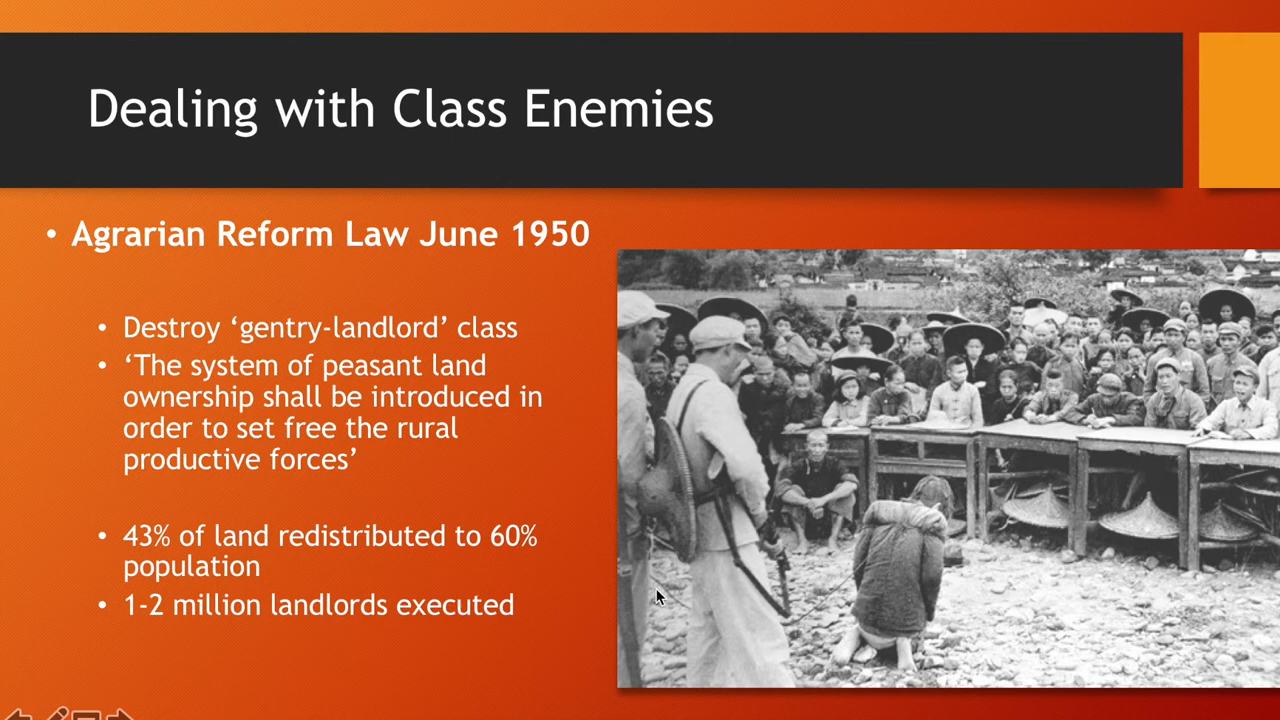 Dealing with Class Enemies
• Agrarian Reform Law June 1950
• Destroy ‘gentry-landlord’ class
• ‘The system of peasant land
ownership shall be introduced in
order to set free the rural
productive forces’
• 43% of land redistributed to 60%
population
• 1-2 million landlords executed